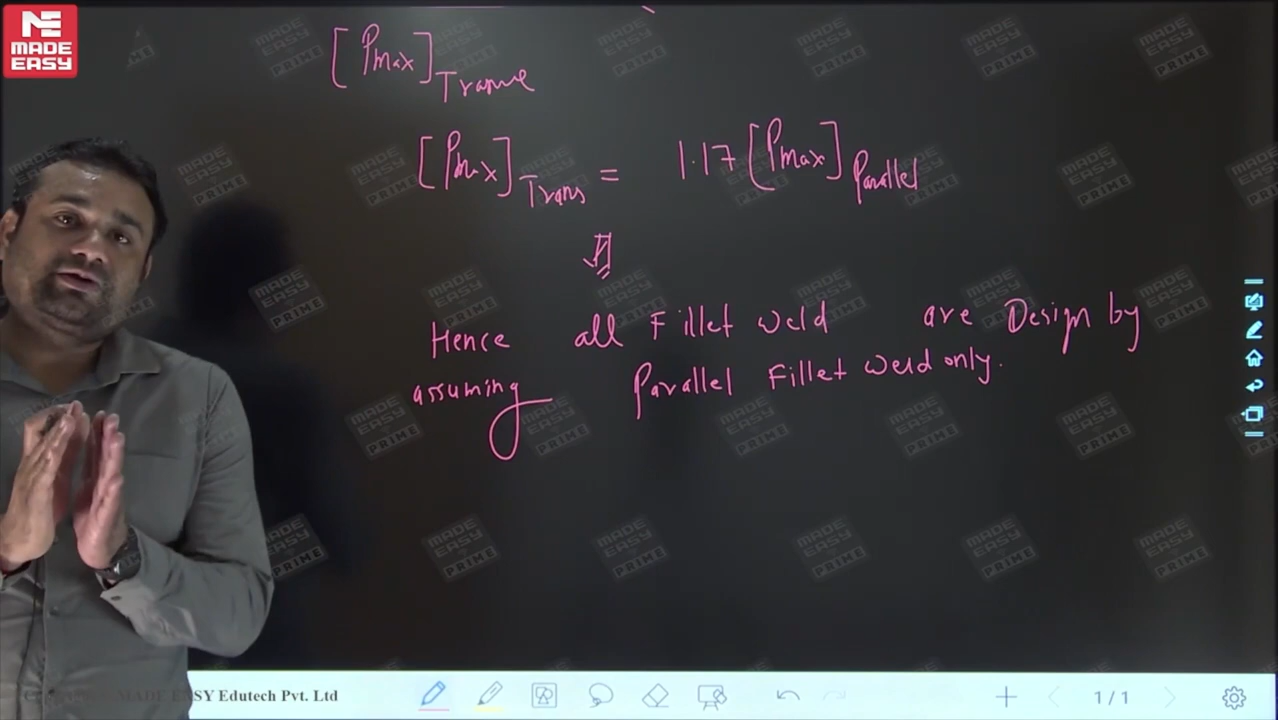 ME
MADE
EASY
[Pmax]Transve
[Pmax]Trans = 1.17 [Pmax]Parallel
Hence all Fillet weld are Design by
assuming Parallel Fillet weld only.
MADE EASY Edutech Pvt. Ltd
1 / 1